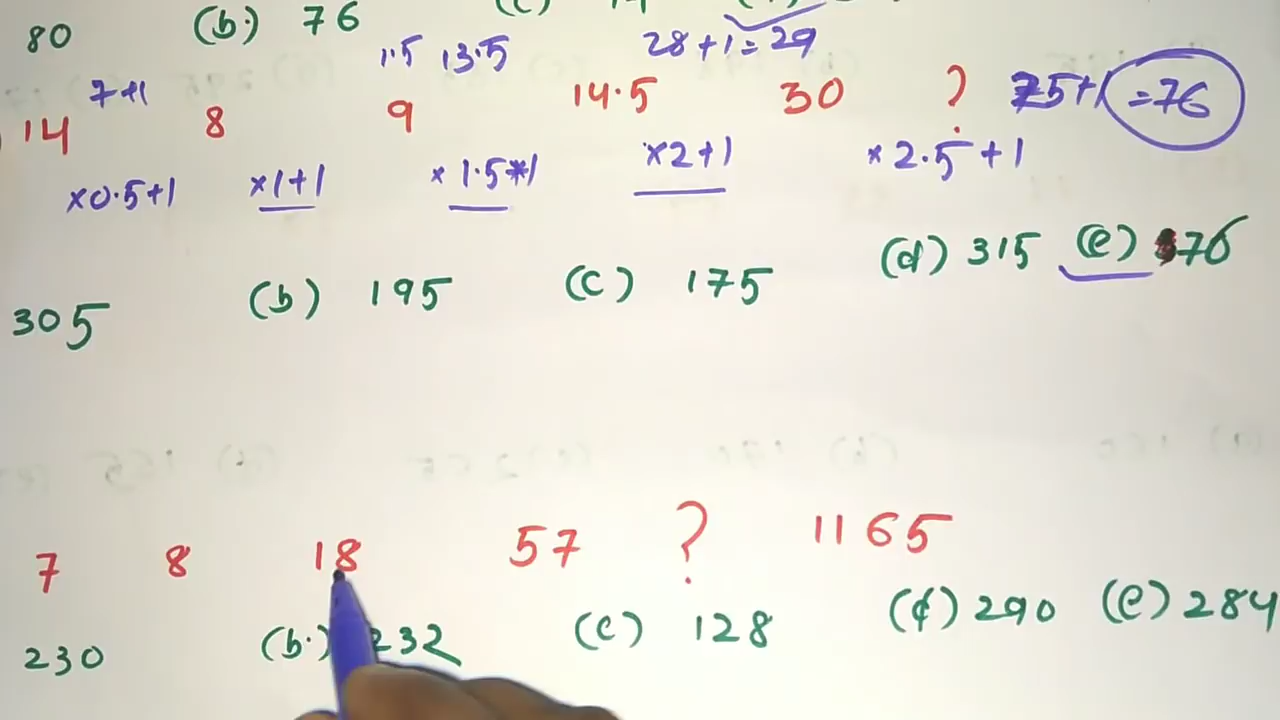 80 (b.) 76 (c)
1.5 13.5 28+1=29
7+1
14 8 9 14.5 30 ? 75+1 =76
×0.5+1 ×1+1 ×1.5+1 ×2+1 ×2.5+1
305 (b) 195 (c) 175 (d) 315 (e) 76
7 8 18 57 ? 1165
230 (b.) 232 (c) 128 (d) 290 (e) 284